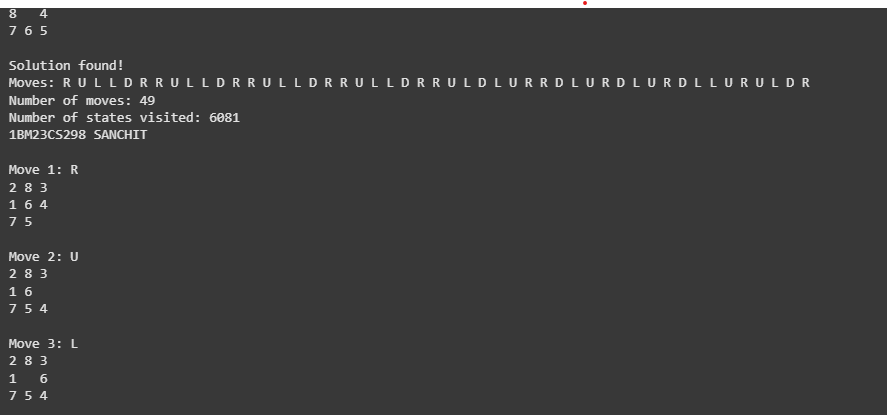 8   4
7 6 5
Solution found!
Moves: R U L L D R R U L L D R R U L L D R R U L L D R R U L D L U R R D L U R D L U R D L L U R U L D R
Number of moves: 49
Number of states visited: 6081
1BM23CS298 SANCHIT
Move 1: R
2 8 3
1 6 4
7 5
Move 2: U
2 8 3
1 6
7 5 4
Move 3: L
2 8 3
1   6
7 5 4